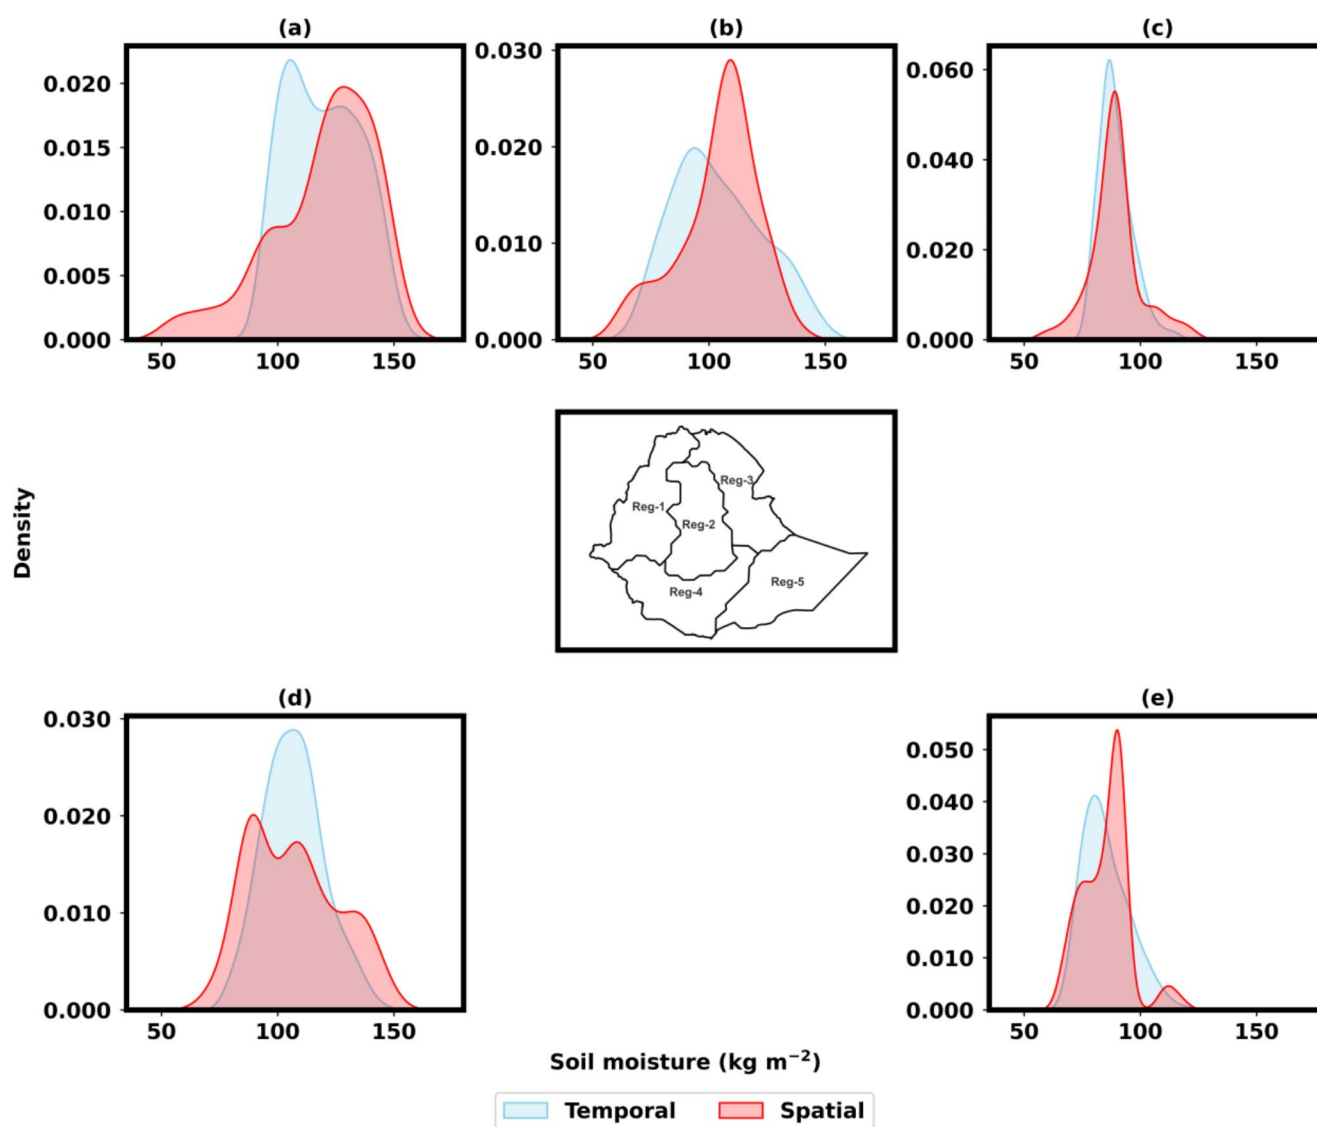 (a)
(b)
(c)
0.020
0.015
0.010
0.005
0.000
50 100 150
0.030
0.020
0.010
0.000
50 100 150
0.060
0.040
0.020
0.000
50 100 150
Density
Reg-1
Reg-2
Reg-3
Reg-4
Reg-5
(d)
(e)
0.030
0.020
0.010
0.000
50 100 150
0.050
0.040
0.030
0.020
0.010
0.000
50 100 150
Soil moisture (kg m⁻²)
Temporal Spatial